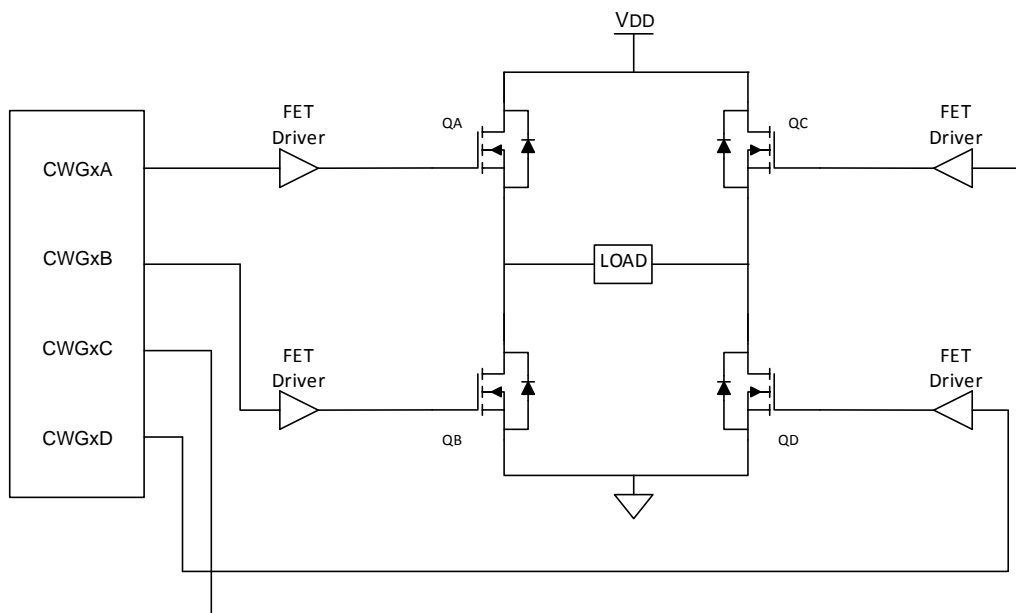 VDD
FET
Driver
QA
QC
FET
Driver
CWGxA
CWGxB
LOAD
CWGxC
FET
Driver
FET
Driver
CWGxD
QB
QD